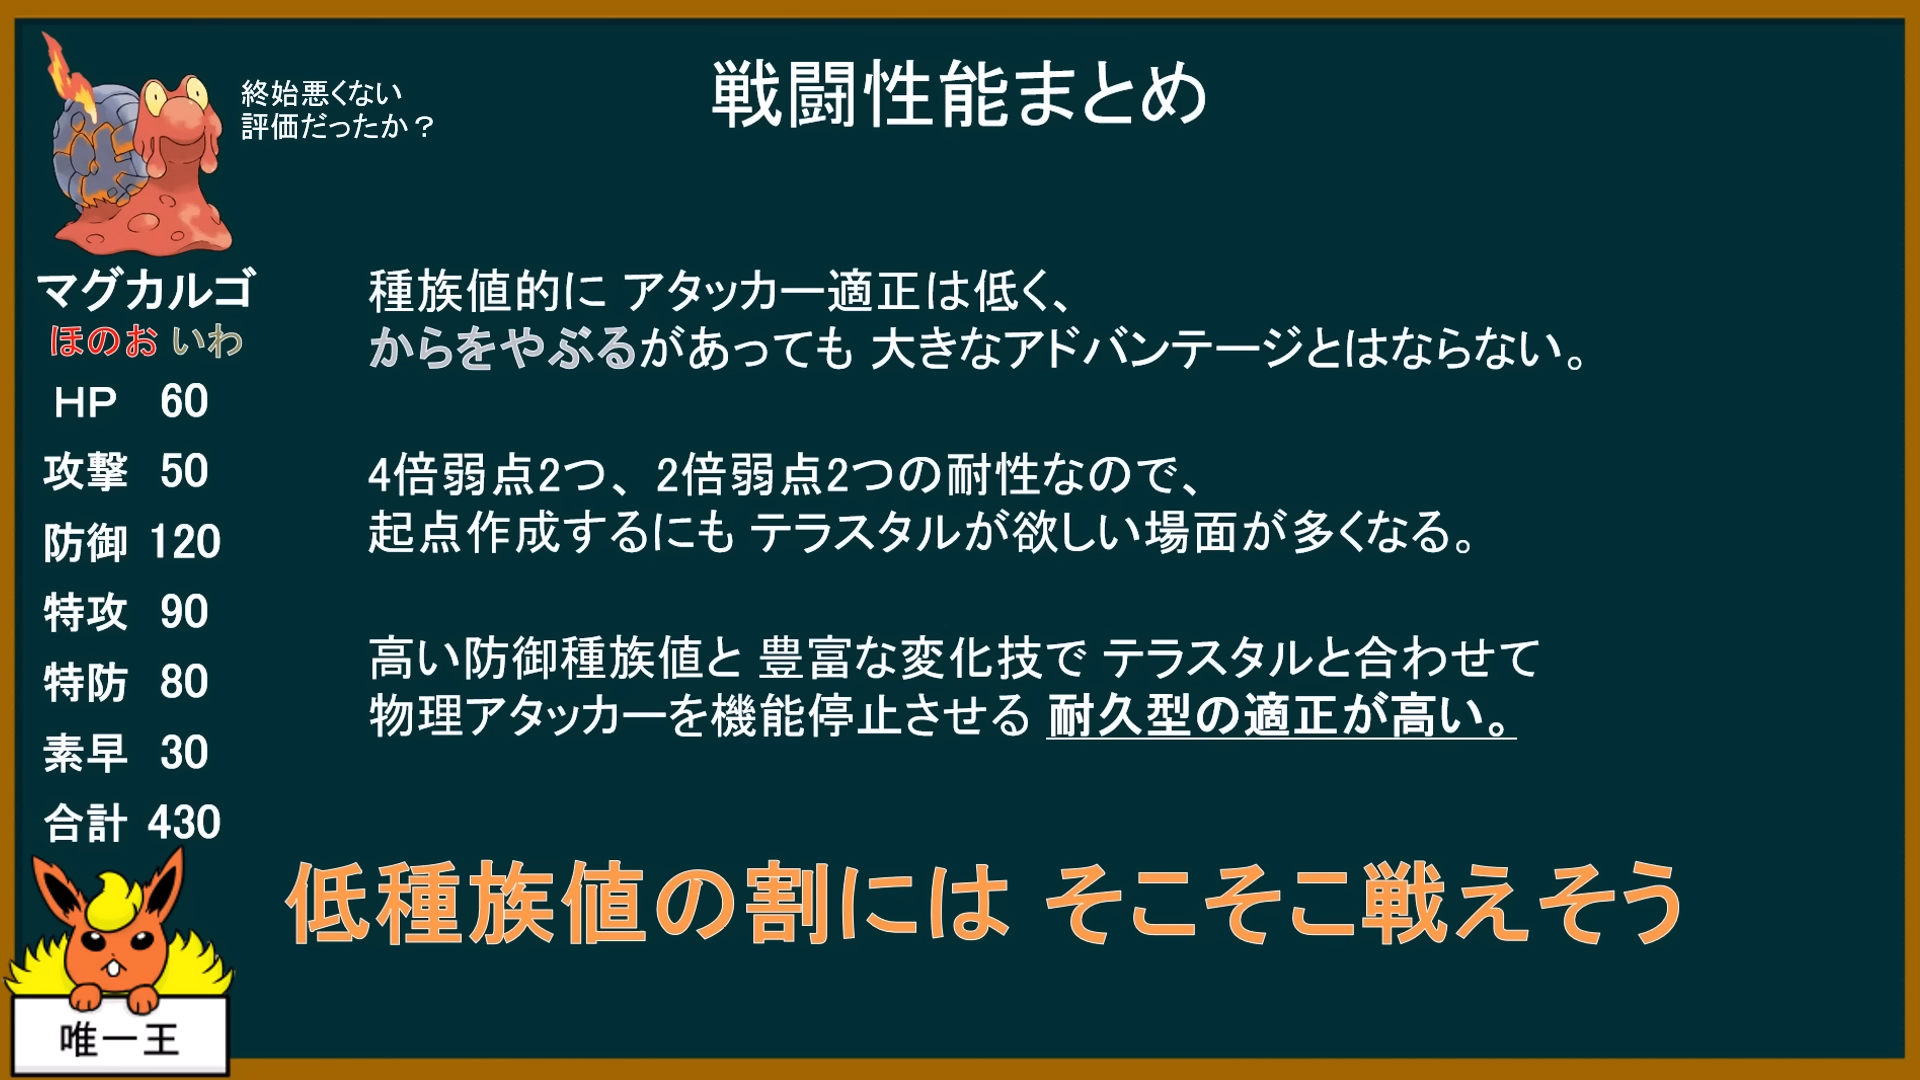 戦闘性能まとめ
終始悪くない
評価だったか？
マグカルゴ
ほのお いわ
HP 60
攻撃 50
防御 120
特攻 90
特防 80
素早 30
合計 430
種族値的に アタッカー適正は低く、
からをやぶるがあっても 大きなアドバンテージとはならない。
4倍弱点2つ、2倍弱点2つの耐性なので、
起点作成するにも テラスタルが欲しい場面が多くなる。
高い防御種族値と 豊富な変化技で テラスタルと合わせて
物理アタッカーを機能停止させる 耐久型の適正が高い。
低種族値の割には そこそこ戦えそう
唯一王